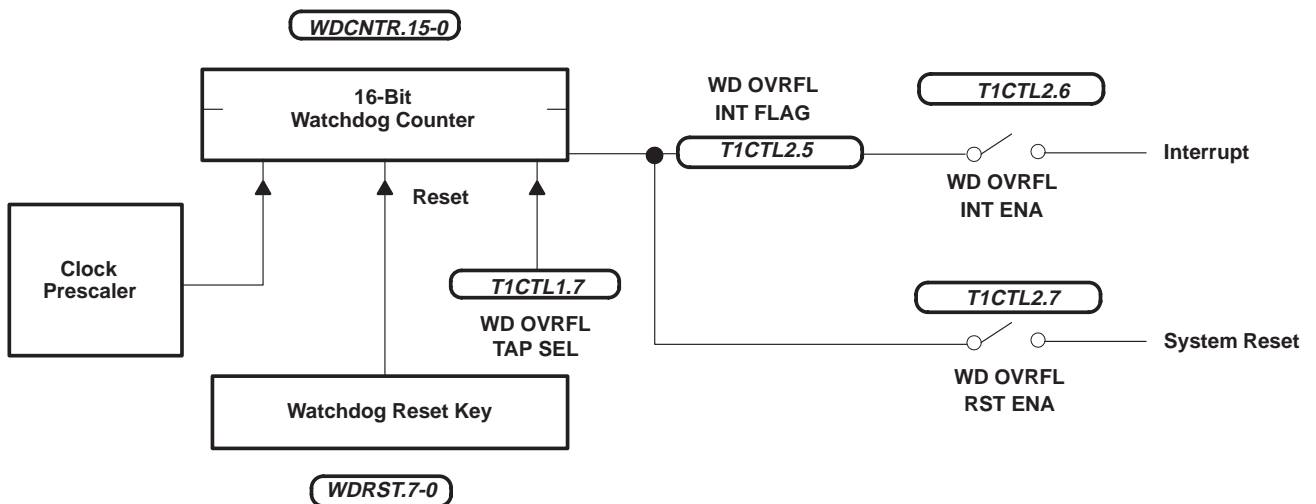 WDCNTR.15-0
16-Bit
Watchdog Counter
WD OVRFL
INT FLAG
T1CTL2.5
T1CTL2.6
WD OVRFL
INT ENA
Interrupt
Reset
Clock
Prescaler
T1CTL1.7
WD OVRFL
TAP SEL
T1CTL2.7
WD OVRFL
RST ENA
System Reset
Watchdog Reset Key
WDRST.7-0